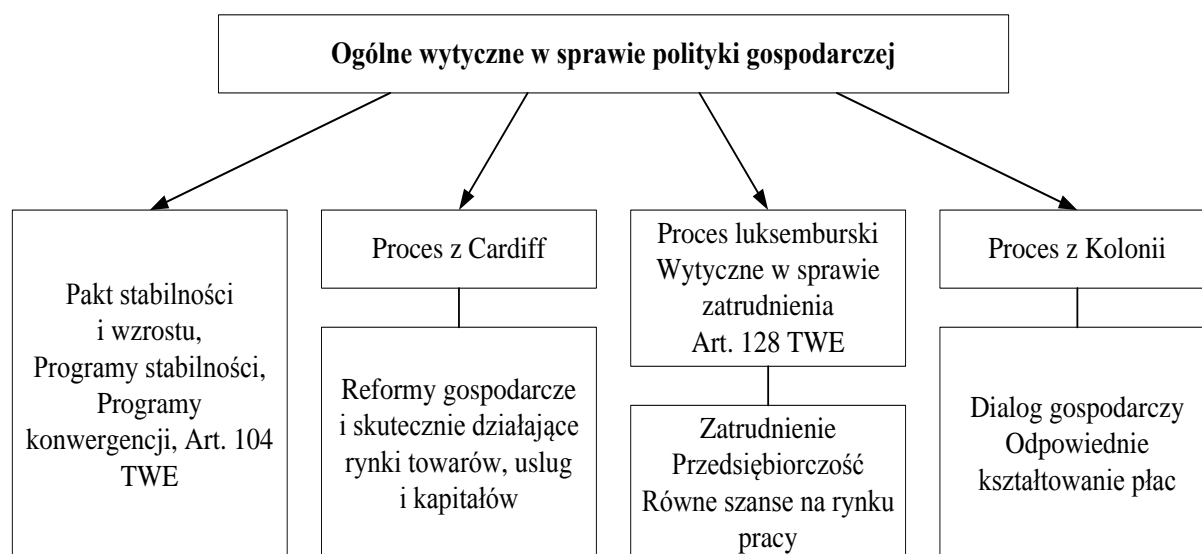 Ogólne wytyczne w sprawie polityki gospodarczej
Pakt stabilności
i wzrostu,
Programy stabilności,
Programy
konwergencji, Art. 104
TWE
Proces z Cardiff
Reformy gospodarcze
i skutecznie działające
rynki towarów, uslug
i kapitałów
Proces luksemburski
Wytyczne w sprawie
zatrudnienia
Art. 128 TWE
Zatrudnienie
Przedsiębiorczość
Równe szanse na rynku
pracy
Proces z Kolonii
Dialog gospodarczy
Odpowiednie
kształtowanie płac